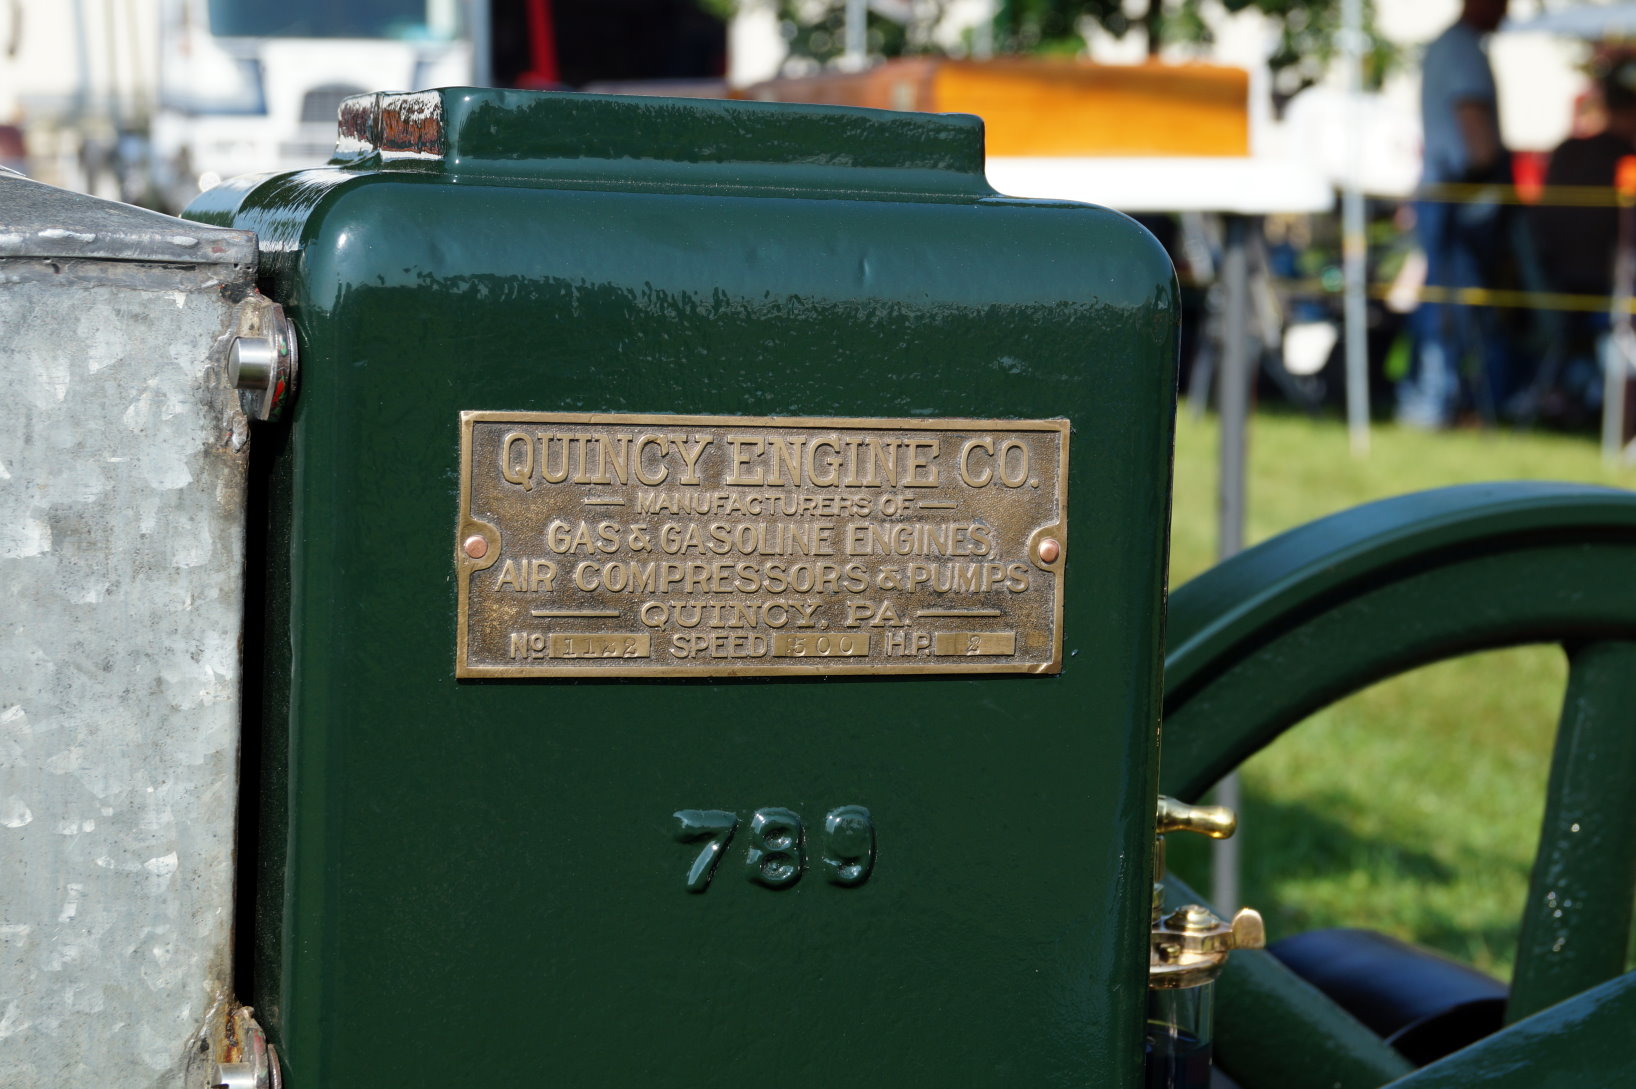 QUINCY ENGINE CO.
MANUFACTURERS OF
GAS & GASOLINE ENGINES,
AIR COMPRESSORS & PUMPS
QUINCY, PA.
No SPEED 500 H.P. 2
789